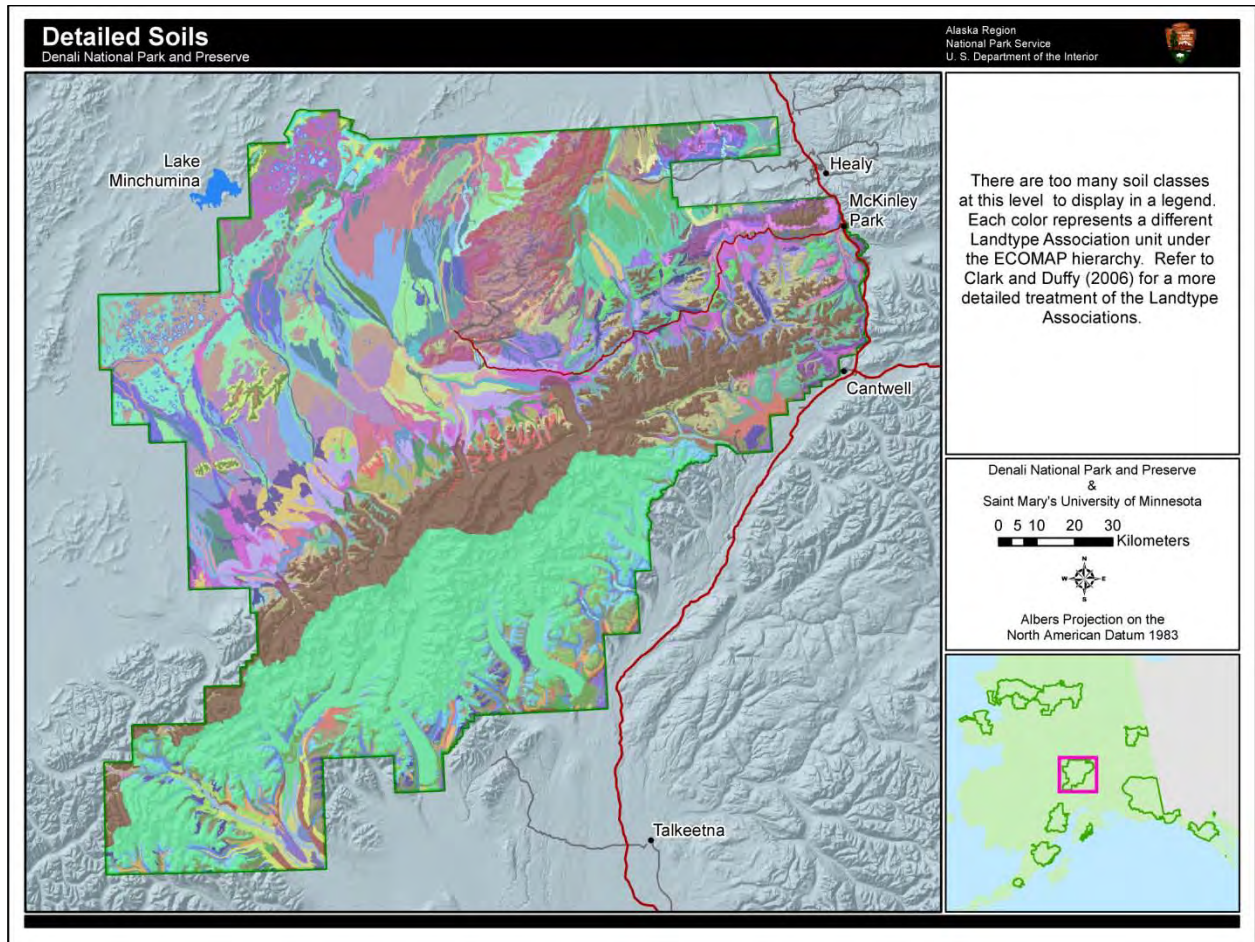 Detailed Soils
Denali National Park and Preserve
Alaska Region
National Park Service
U. S. Department of the Interior
Lake
Minchumina
Healy
McKinley
Park
Cantwell
Talkeetna
There are too many soil classes
at this level to display in a legend.
Each color represents a different
Landtype Association unit under
the ECOMAP hierarchy. Refer to
Clark and Duffy (2006) for a more
detailed treatment of the Landtype
Associations.
Denali National Park and Preserve
&
Saint Mary's University of Minnesota
0 5 10 20 30
Kilometers
N
W E
S
Albers Projection on the
North American Datum 1983